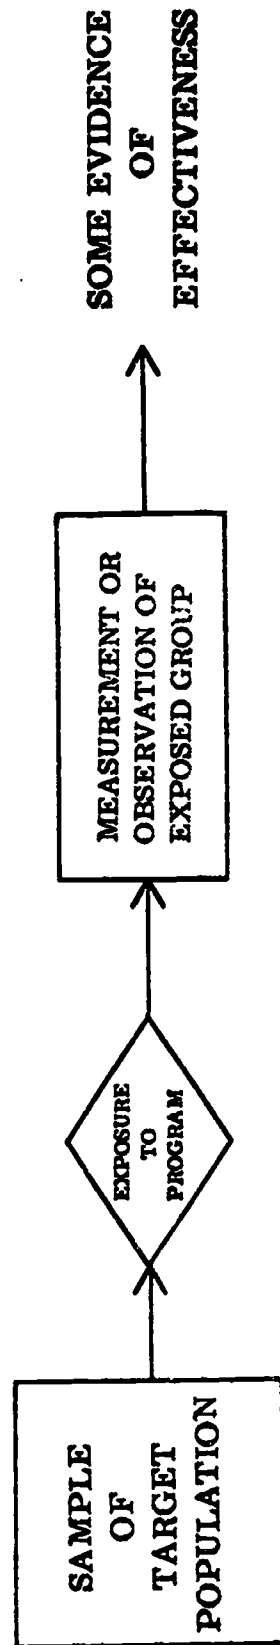 SAMPLE
OF
TARGET
POPULATION
EXPOSURE
TO
PROGRAM
MEASUREMENT OR
OBSERVATION OF
EXPOSED GROUP
SOME EVIDENCE
OF
EFFECTIVENESS